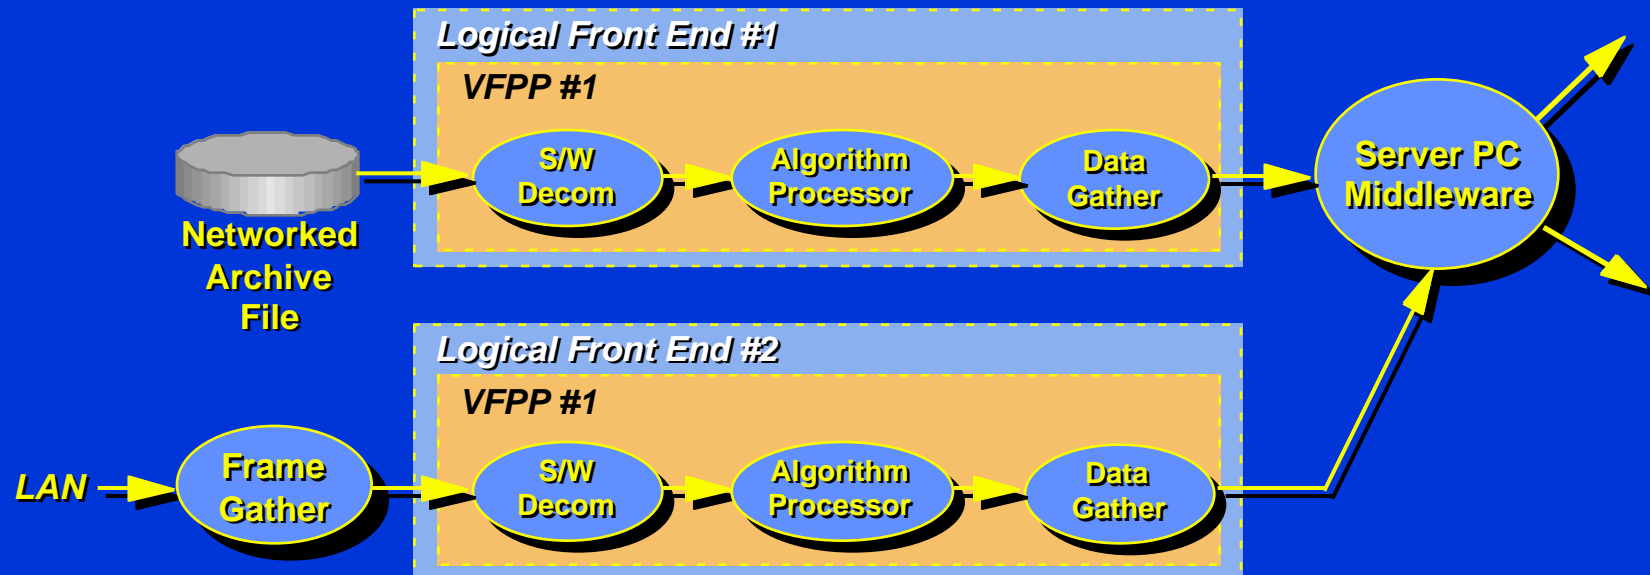 Logical Front End #1
VFPP #1
S/W
Decom
Algorithm
Processor
Data
Gather
Server PC
Middleware
Networked
Archive
File
Logical Front End #2
VFPP #1
LAN
Frame
Gather
S/W
Decom
Algorithm
Processor
Data
Gather